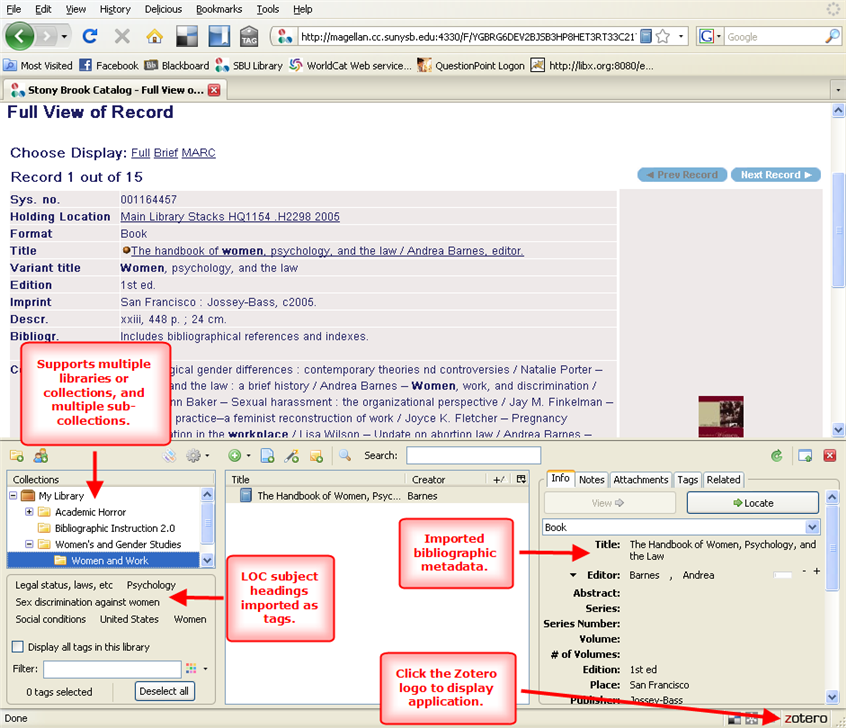 File Edit View History Delicious Bookmarks Tools Help
TAG http://magellan.cc.sunysb.edu:4330/F/YGBRG6DEV2BJSB3HP8HET3RT33C21 G Google
Most Visited Facebook Blackboard SBU Library WorldCat Web service... QuestionPoint Logon http://libx.org:8080/e...
Stony Brook Catalog - Full View o...
Full View of Record
Choose Display: Full Brief MARC
Record 1 out of 15
Prev Record Next Record
Sys. no. 001164457
Holding Location Main Library Stacks HQ1154 .H2298 2005
Format Book
Title The handbook of women, psychology, and the law / Andrea Barnes, editor.
Variant title Women, psychology, and the law
Edition 1st ed.
Imprint San Francisco : Jossey-Bass, c2005.
Descr. xxiii, 448 p. ; 24 cm.
Bibliogr. Includes bibliographical references and indexes.
gical gender differences : contemporary theories nd controversies / Natalie Porter --
and the law : a brief history / Andrea Barnes -- Women, work, and discrimination /
nn Baker -- Sexual harassment : the organizational perspective / Jay M. Finkelman --
practice--a feminist reconstruction of work / Joyce K. Fletcher -- Pregnancy
ation in the workplace / Lisa Wilson -- Update on abortion law / Andrea Barnes --
Supports multiple
libraries or
collections, and
multiple sub-
collections.
Search:
Collections
My Library
Academic Horror
Bibliographic Instruction 2.0
Women's and Gender Studies
Women and Work
Legal status, laws, etc Psychology
Sex discrimination against women
Social conditions United States Women
Display all tags in this library
Filter:
0 tags selected Deselect all
Title Creator +/
The Handbook of Women, Psyc... Barnes
LOC subject
headings
imported as
tags.
Imported
bibliographic
metadata.
Click the Zotero
logo to display
application.
Info Notes Attachments Tags Related
View Locate
Book
Title: The Handbook of Women, Psychology, and
the Law
Editor: Barnes , Andrea - +
Abstract:
Series:
Series Number:
Volume:
# of Volumes:
Edition: 1st ed
Place: San Francisco
Publisher: Jossey-Bass
Done zotero